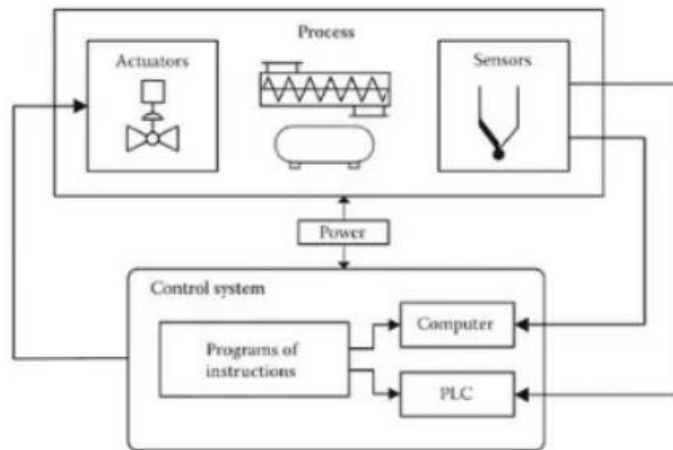 Process
Actuators
Sensors
Power
Control system
Programs of
instructions
Computer
PLC